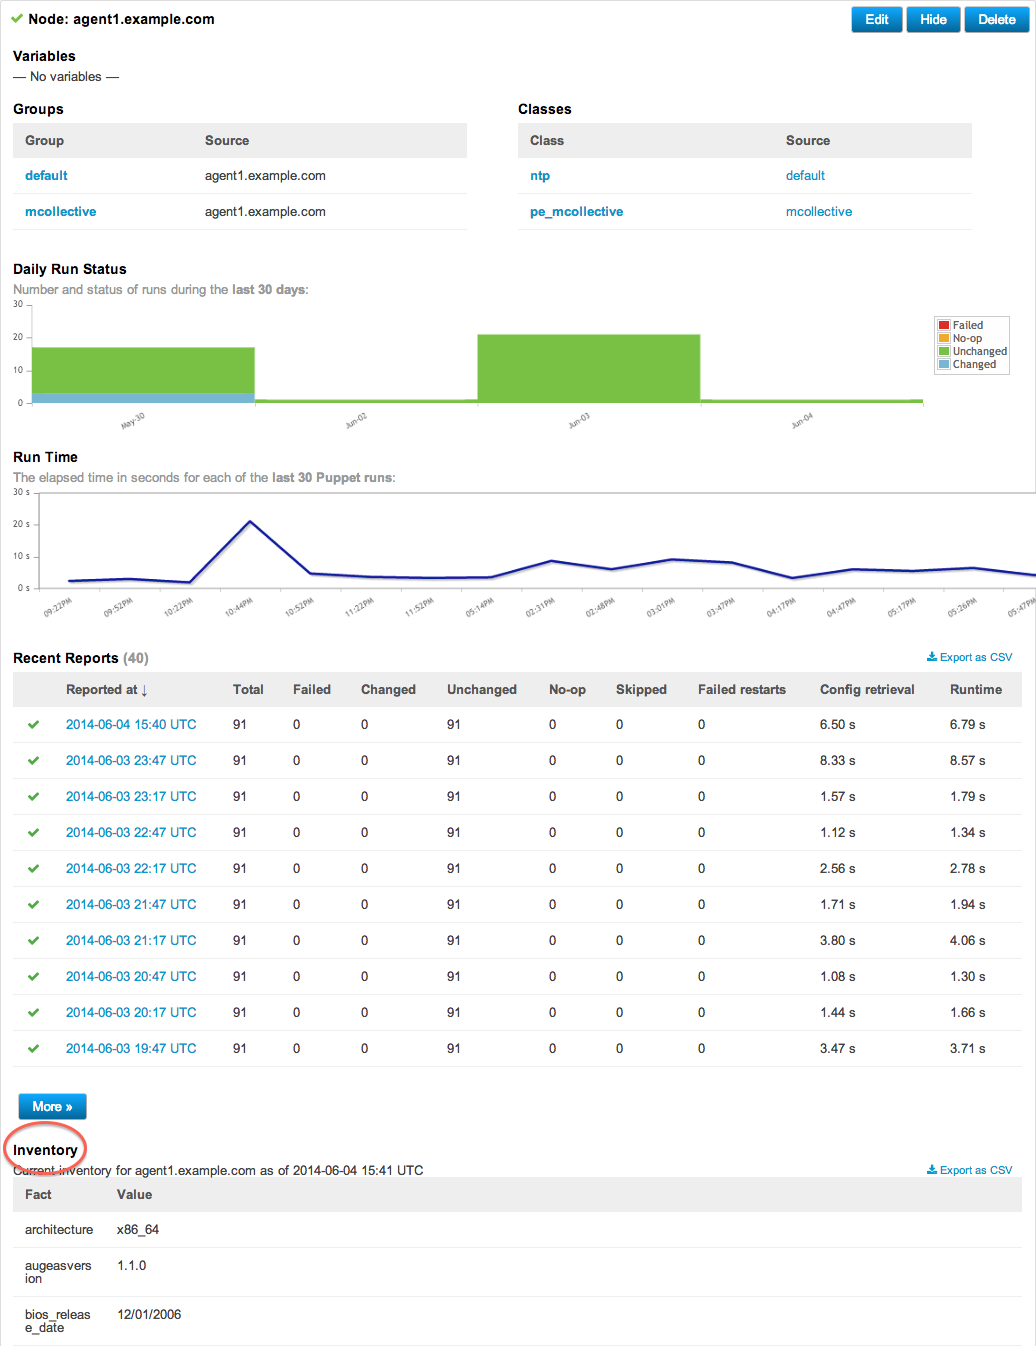 Node: agent1.example.com
Edit Hide Delete
Variables
— No variables —
Groups
Group Source
default agent1.example.com
mcollective agent1.example.com
Classes
Class Source
ntp default
pe_mcollective mcollective
Daily Run Status
Number and status of runs during the last 30 days:
30
20
10
0
May-30 Jun-02 Jun-03 Jun-04
Failed
No-op
Unchanged
Changed
Run Time
The elapsed time in seconds for each of the last 30 Puppet runs:
30 s
20 s
10 s
0 s
09:22PM 09:52PM 10:22PM 10:44PM 10:52PM 11:22PM 11:52PM 05:14PM 02:31PM 02:48PM 03:01PM 03:47PM 04:17PM 04:47PM 05:17PM 05:26PM 05:47PM
Recent Reports (40) Export as CSV
Reported at ↓ Total Failed Changed Unchanged No-op Skipped Failed restarts Config retrieval Runtime
2014-06-04 15:40 UTC 91 0 0 91 0 0 0 6.50 s 6.79 s
2014-06-03 23:47 UTC 91 0 0 91 0 0 0 8.33 s 8.57 s
2014-06-03 23:17 UTC 91 0 0 91 0 0 0 1.57 s 1.79 s
2014-06-03 22:47 UTC 91 0 0 91 0 0 0 1.12 s 1.34 s
2014-06-03 22:17 UTC 91 0 0 91 0 0 0 2.56 s 2.78 s
2014-06-03 21:47 UTC 91 0 0 91 0 0 0 1.71 s 1.94 s
2014-06-03 21:17 UTC 91 0 0 91 0 0 0 3.80 s 4.06 s
2014-06-03 20:47 UTC 91 0 0 91 0 0 0 1.08 s 1.30 s
2014-06-03 20:17 UTC 91 0 0 91 0 0 0 1.44 s 1.66 s
2014-06-03 19:47 UTC 91 0 0 91 0 0 0 3.47 s 3.71 s
More »
Inventory
Current inventory for agent1.example.com as of 2014-06-04 15:41 UTC Export as CSV
Fact Value
architecture x86_64
augeasvers 1.1.0
ion
bios_releas 12/01/2006
e_date